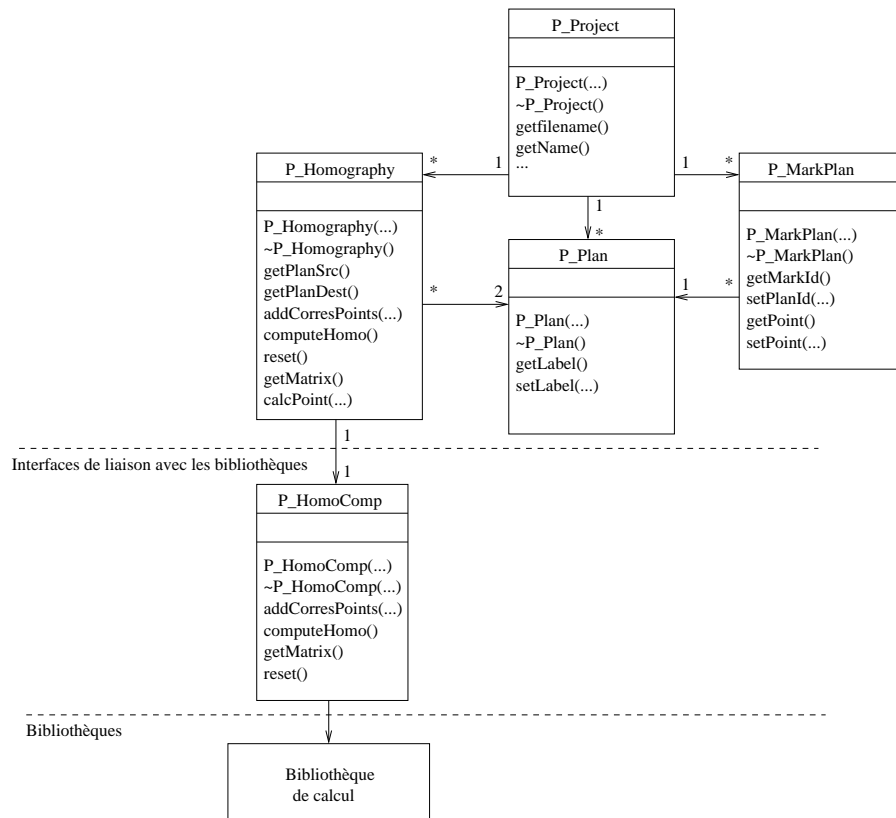 P_Project
P_Project(...)
~P_Project()
getfilename()
getName()
...
* 1
1 *
1
*
P_Homography
P_Homography(...)
~P_Homography()
getPlanSrc()
getPlanDest()
addCorresPoints(...)
computeHomo()
reset()
getMatrix()
calcPoint(...)
* 2
P_Plan
P_Plan(...)
~P_Plan()
getLabel()
setLabel(...)
1 *
P_MarkPlan
P_MarkPlan(...)
~P_MarkPlan()
getMarkId()
setPlanId(...)
getPoint()
setPoint(...)
1
Interfaces de liaison avec les bibliothèques
1
P_HomoComp
P_HomoComp(...)
~P_HomoComp(...)
addCorresPoints(...)
computeHomo()
getMatrix()
reset()
Bibliothèques
Bibliothèque
de calcul